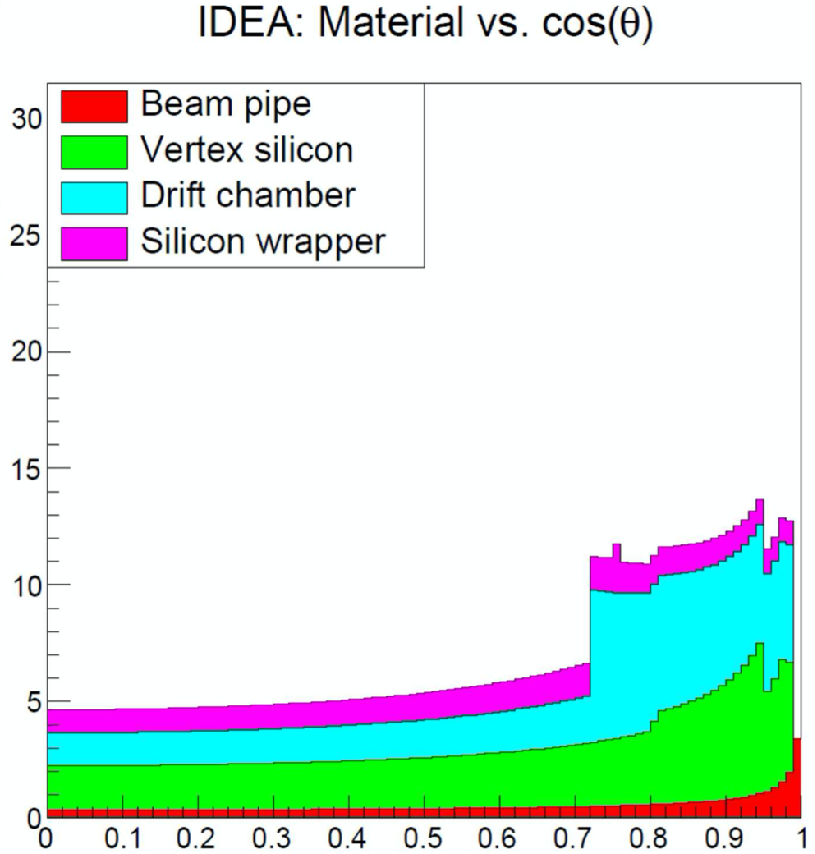 IDEA: Material vs. cos(θ)
30
Beam pipe
Vertex silicon
Drift chamber
25
Silicon wrapper
20
15
10
5
0
0 0.1 0.2 0.3 0.4 0.5 0.6 0.7 0.8 0.9 1